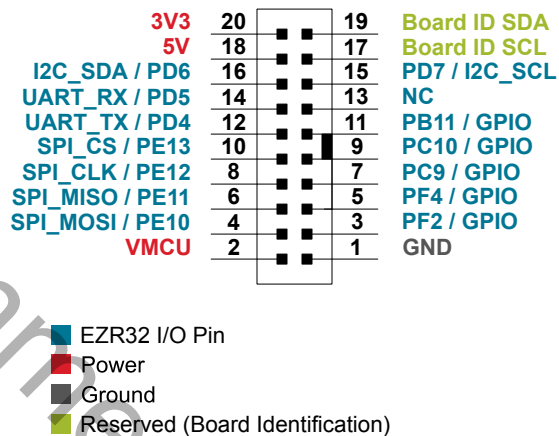 3V3 20 19 Board ID SDA
5V 18 17 Board ID SCL
I2C_SDA / PD6 16 15 PD7 / I2C_SCL
UART_RX / PD5 14 13 NC
UART_TX / PD4 12 11 PB11 / GPIO
SPI_CS / PE13 10 9 PC10 / GPIO
SPI_CLK / PE12 8 7 PC9 / GPIO
SPI_MISO / PE11 6 5 PF4 / GPIO
SPI_MOSI / PE10 4 3 PF2 / GPIO
VMCU 2 1 GND
EZR32 I/O Pin
Power
Ground
Reserved (Board Identification)